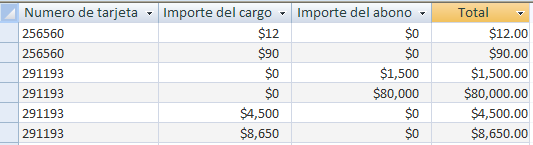 Numero de tarjeta Importe del cargo Importe del abono Total
256560 $12 $0 $12.00
256560 $90 $0 $90.00
291193 $0 $1,500 $1,500.00
291193 $0 $80,000 $80,000.00
291193 $4,500 $0 $4,500.00
291193 $8,650 $0 $8,650.00